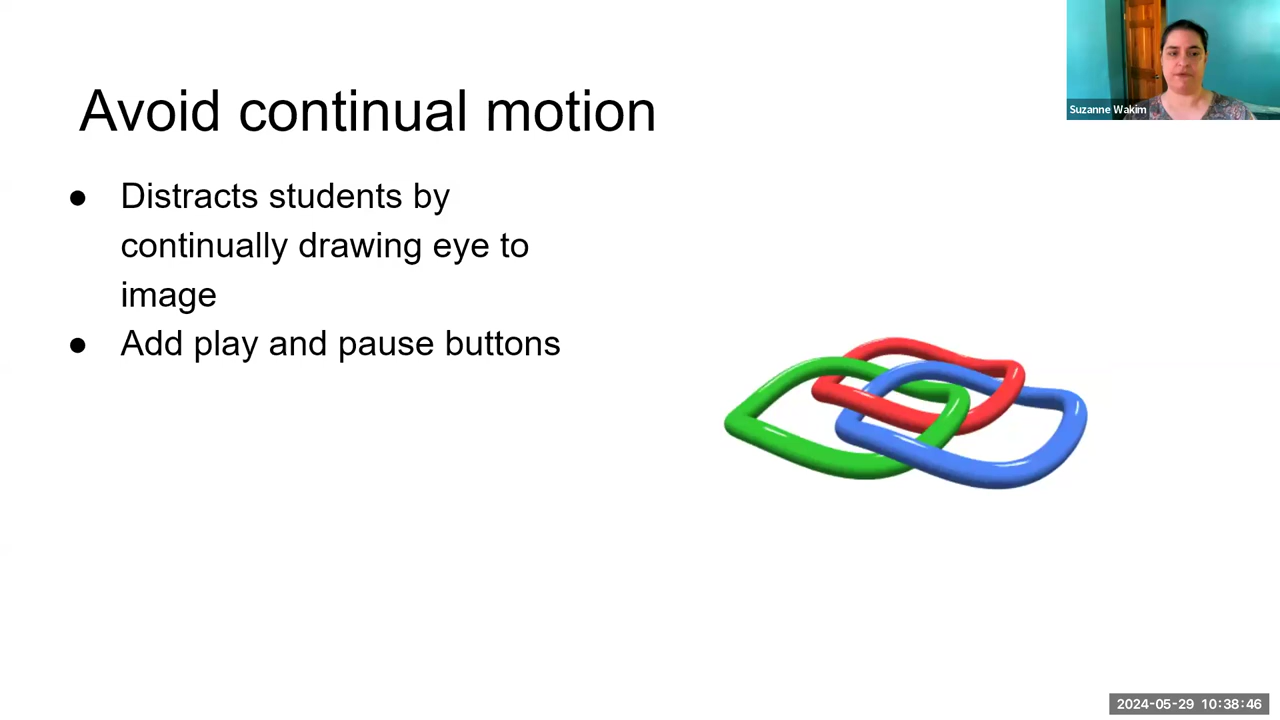 Suzanne Wakim
Avoid continual motion
● Distracts students by
continually drawing eye to
image
● Add play and pause buttons
2024-05-29 10:38:46